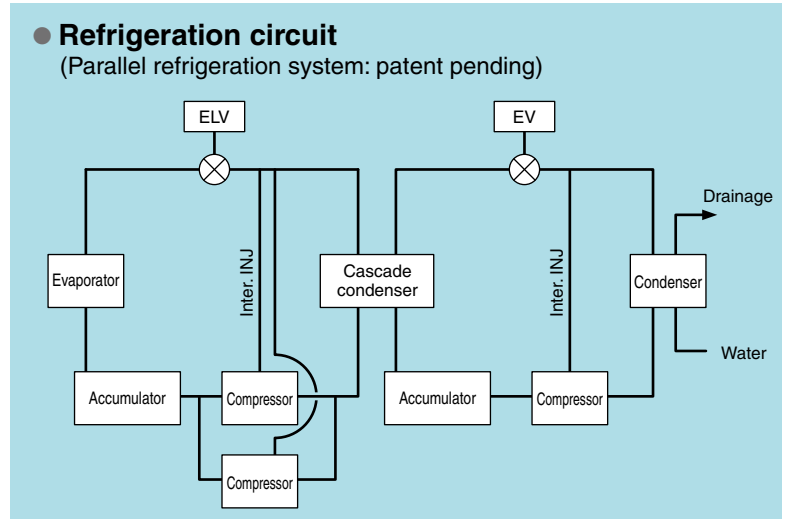 Refrigeration circuit
(Parallel refrigeration system: patent pending)
ELV
EV
Drainage
Evaporator
Inter. INJ
Cascade
condenser
Inter. INJ
Condenser
Water
Accumulator
Compressor
Accumulator
Compressor
Compressor